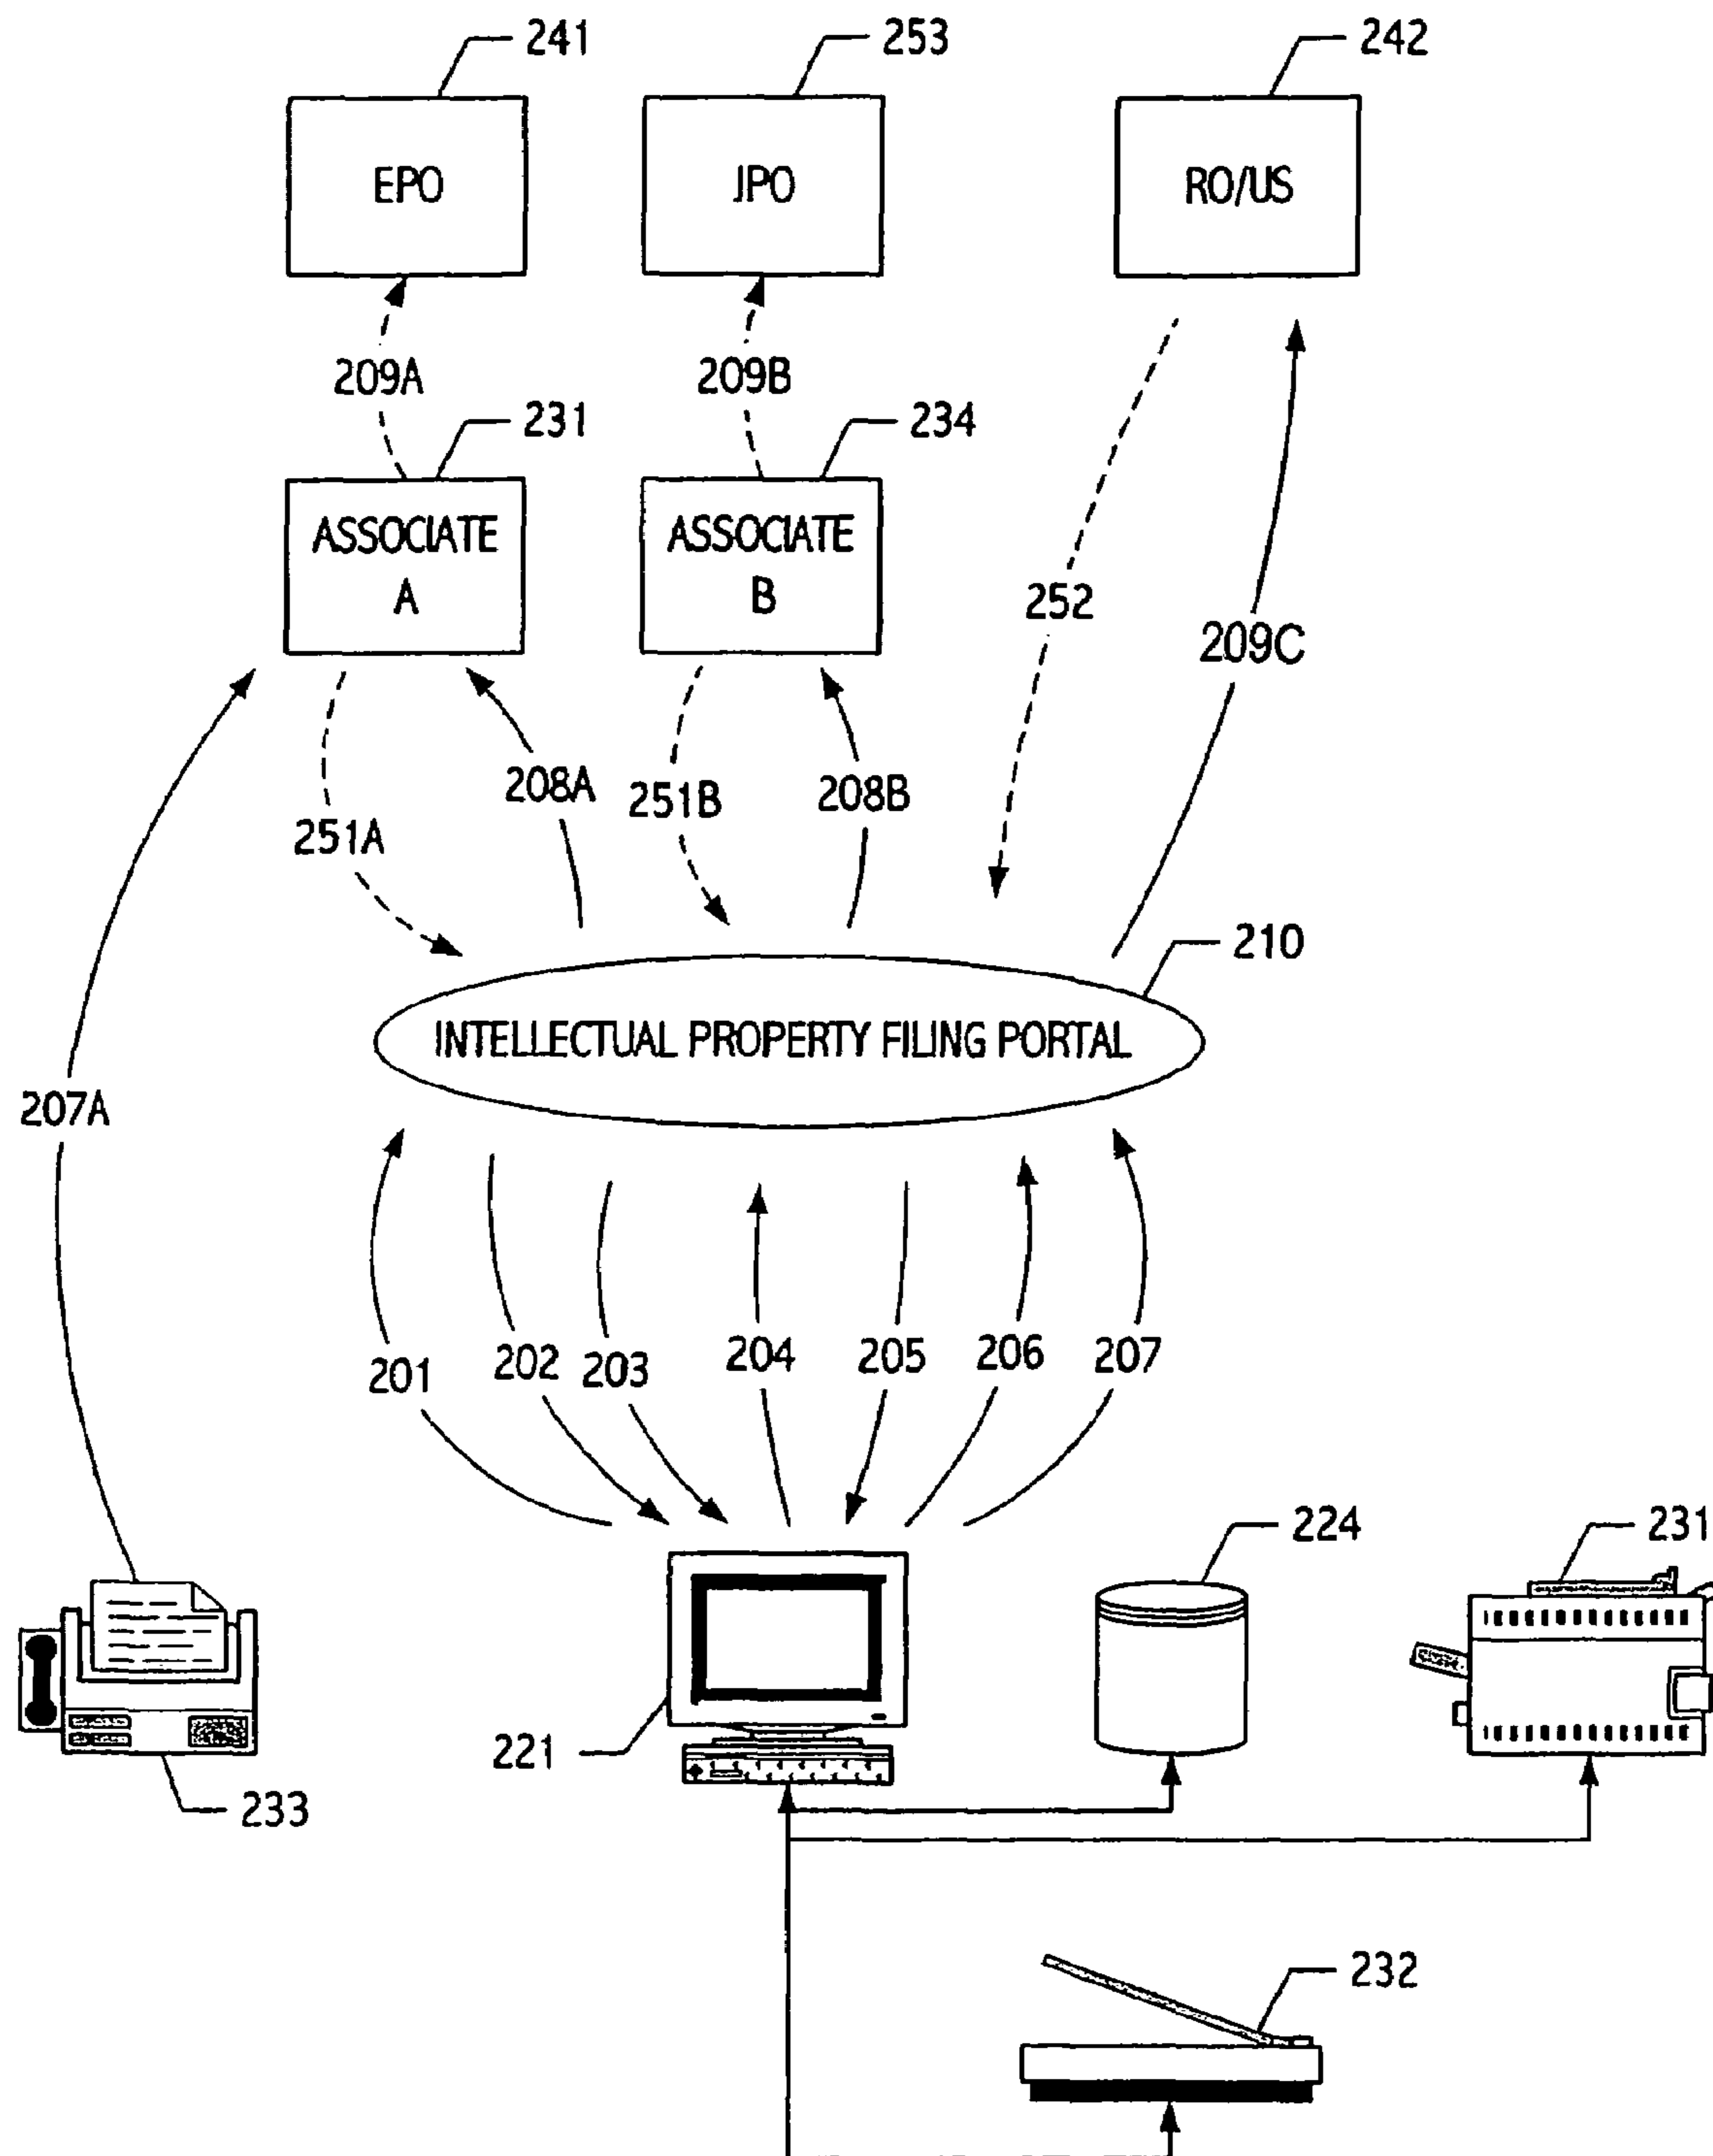 241
253
242
EPO
JPO
RO/US
209A
209B
231
234
ASSOCIATE
A
ASSOCIATE
B
252
209C
208A
251B
208B
251A
210
INTELLECTUAL PROPERTY FILING PORTAL
207A
201
202
203
204
205
206
207
224
231
221
233
232